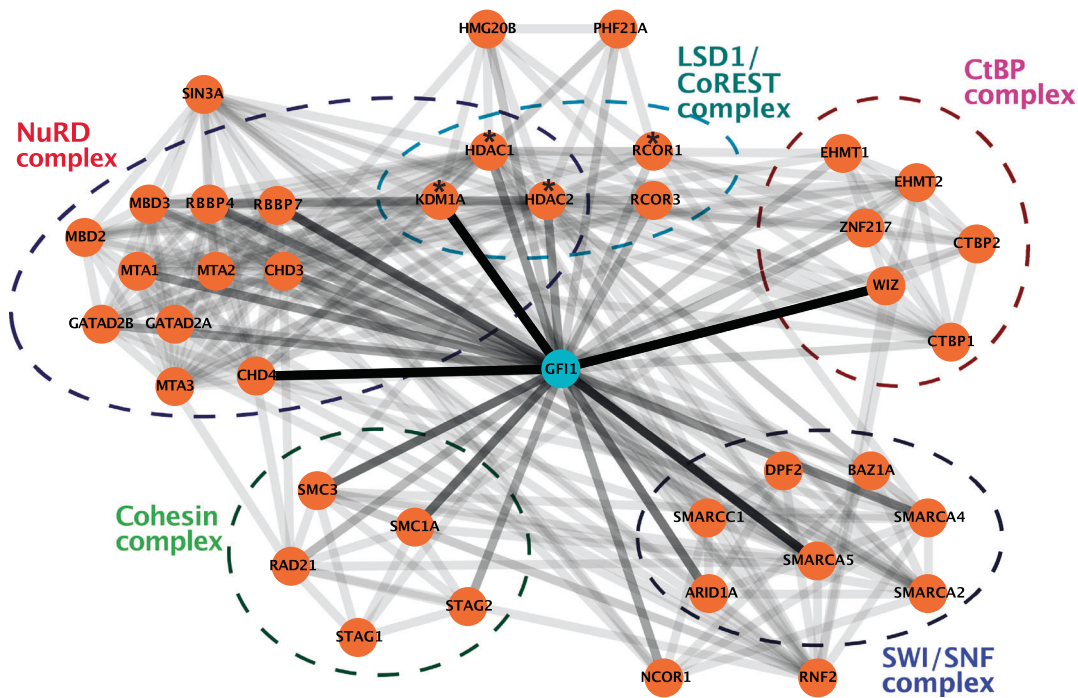 HMG20B
PHF21A
LSD1/
CoREST
complex
CtBP
complex
SIN3A
NuRD
complex
*
HDAC1
*
RCOR1
EHMT1
EHMT2
MBD3
RBBP4
RBBP7
*
KDM1A
*
HDAC2
RCOR3
ZNF217
CTBP2
MBD2
MTA1
MTA2
CHD3
WIZ
GATAD2B
GATAD2A
CTBP1
MTA3
CHD4
GFI1
SMC3
DPF2
BAZ1A
Cohesin
complex
SMC1A
SMARCC1
SMARCA4
RAD21
SMARCA5
ARID1A
SMARCA2
STAG2
STAG1
NCOR1
RNF2
SWI/SNF
complex